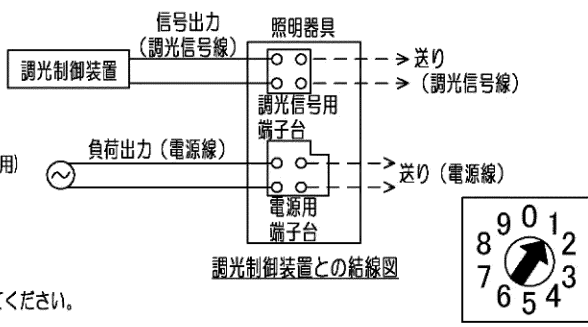 信号出力
（調光信号線）
照明器具
調光制御装置
送り
（調光信号線）
調光信号用
端子台
用)
負荷出力（電源線）
送り（電源線）
電源用
端子台
調光制御装置との結線図
てください。
0
1
2
3
4
5
6
7
8
9